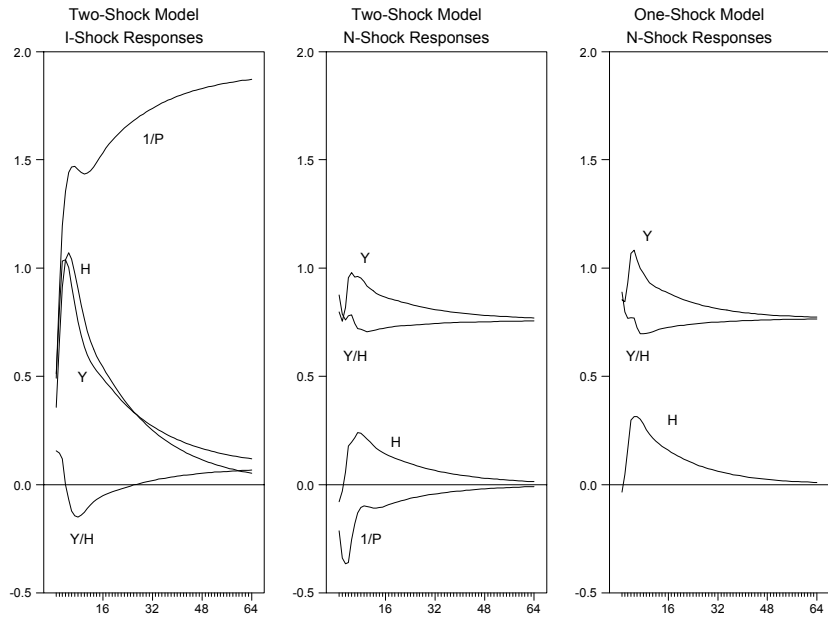 Two-Shock Model
I-Shock Responses
2.0
1.5
1.0
0.5
0.0
-0.5
1/P
H
Y
Y/H
16 32 48 64
Two-Shock Model
N-Shock Responses
2.0
1.5
1.0
0.5
0.0
-0.5
Y
Y/H
H
1/P
16 32 48 64
One-Shock Model
N-Shock Responses
2.0
1.5
1.0
0.5
0.0
-0.5
Y
Y/H
H
16 32 48 64